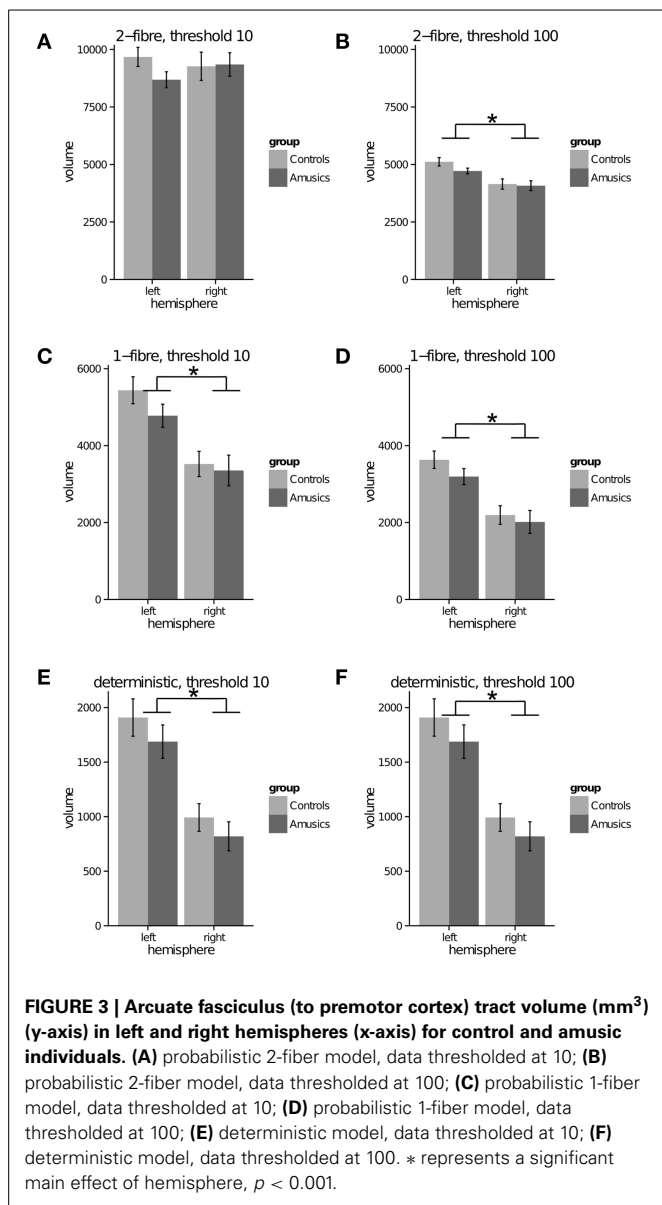 A
2−fibre, threshold 10
10000
7500
5000
2500
0
volume
left right
hemisphere
group
Controls
Amusics
B
2−fibre, threshold 100
10000
7500
5000
2500
0
volume
*
left right
hemisphere
group
Controls
Amusics
C
1−fibre, threshold 10
6000
4000
2000
0
volume
*
left right
hemisphere
group
Controls
Amusics
D
1−fibre, threshold 100
6000
4000
2000
0
volume
*
left right
hemisphere
group
Controls
Amusics
E
deterministic, threshold 10
2000
1500
1000
500
0
volume
*
left right
hemisphere
group
Controls
Amusics
F
deterministic, threshold 100
2000
1500
1000
500
0
volume
*
left right
hemisphere
group
Controls
Amusics
FIGURE 3 | Arcuate fasciculus (to premotor cortex) tract volume (mm³)
(y-axis) in left and right hemispheres (x-axis) for control and amusic
individuals. (A) probabilistic 2-fiber model, data thresholded at 10; (B)
probabilistic 2-fiber model, data thresholded at 100; (C) probabilistic 1-fiber
model, data thresholded at 10; (D) probabilistic 1-fiber model, data
thresholded at 100; (E) deterministic model, data thresholded at 10; (F)
deterministic model, data thresholded at 100. * represents a significant
main effect of hemisphere, p < 0.001.